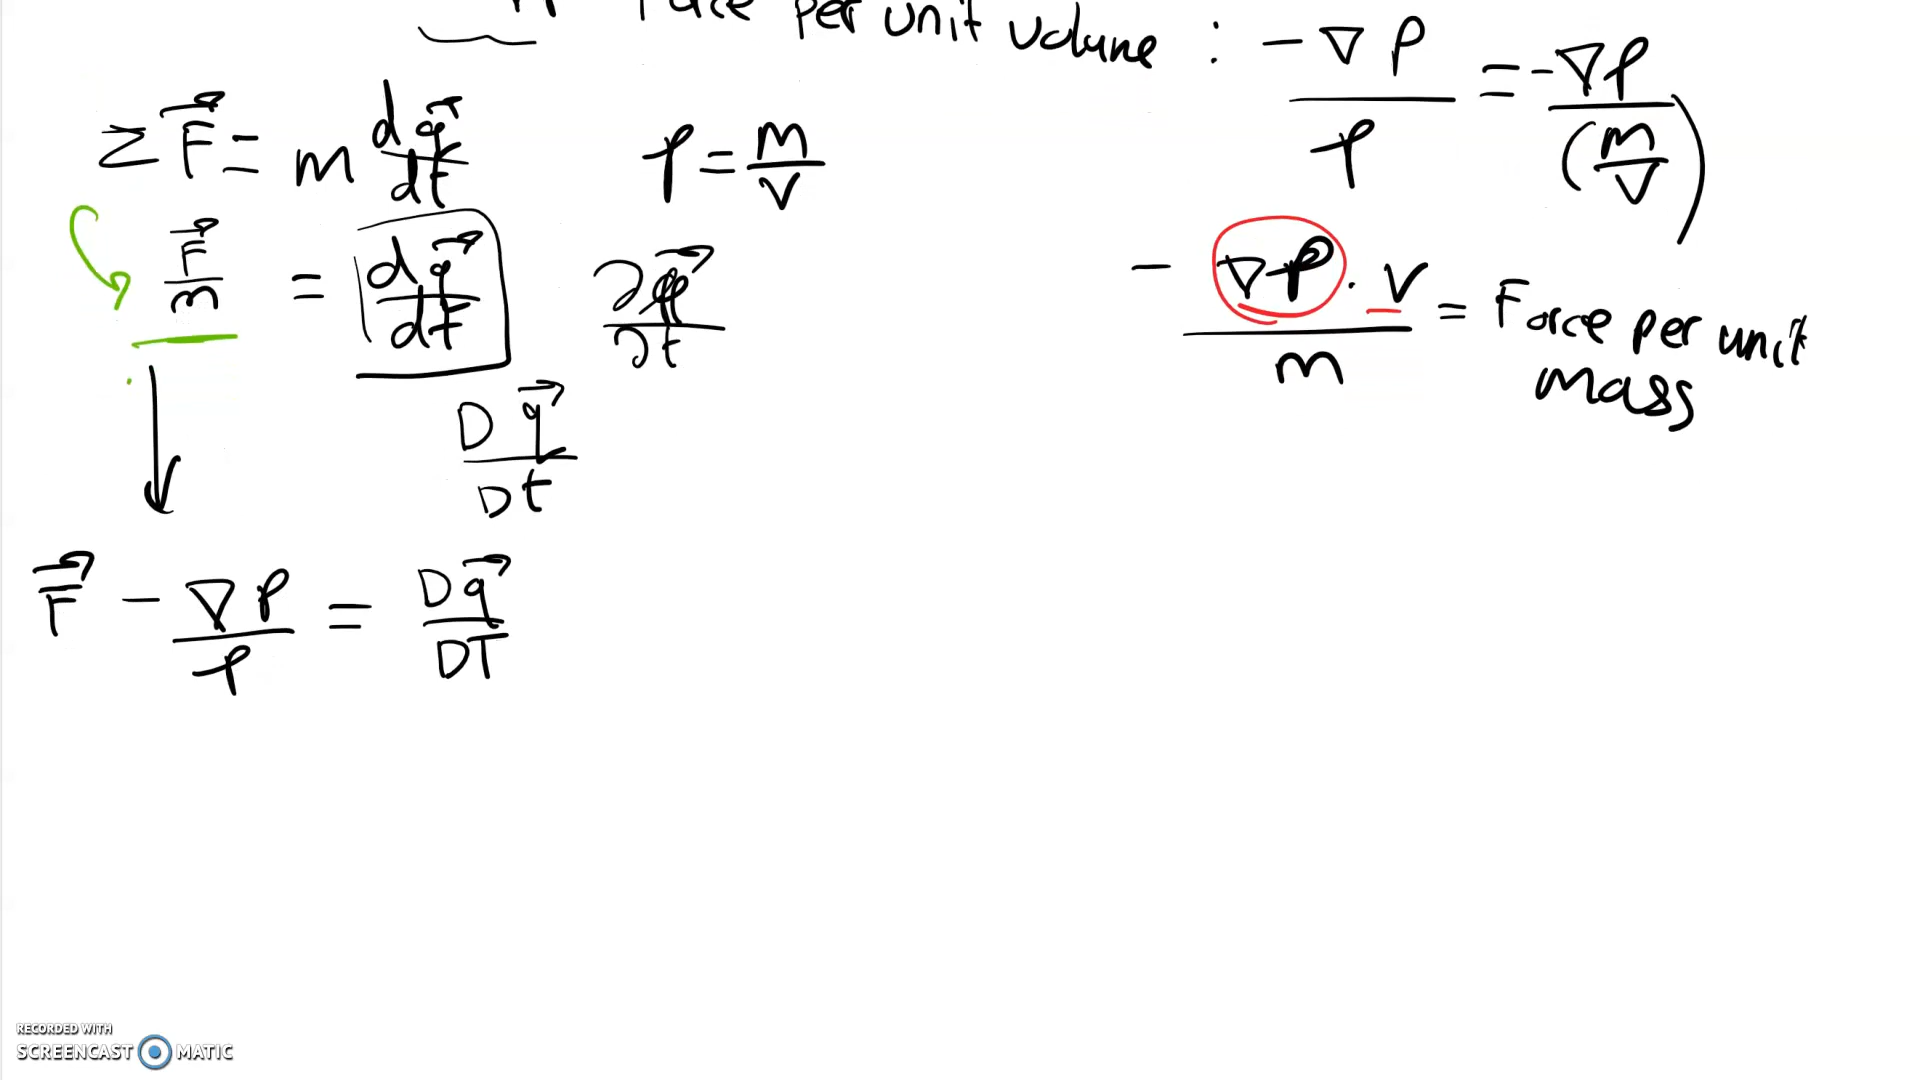 Force per unit volume : -∇P/ρ = -∇P/(m/V)
Σ F⃗ = m dq⃗/dt
ρ = m/V
F⃗/m = dq⃗/dt
∂q⃗/∂t
- ∇P · V/m = Force per unit mass
Dq⃗/Dt
F⃗ - ∇P/ρ = Dq⃗/DT
RECORDED WITH
SCREENCAST MATIC